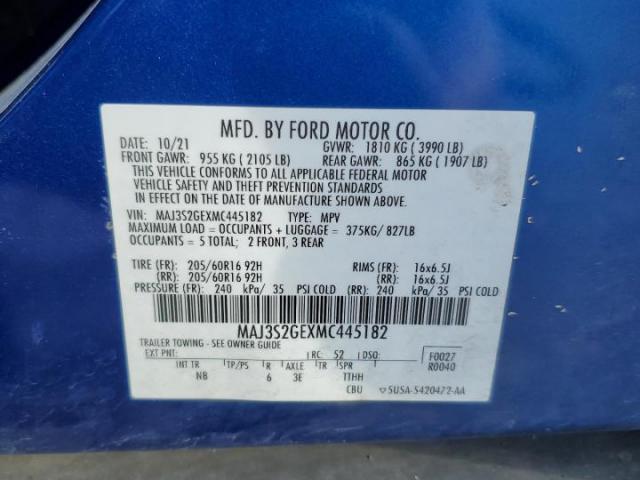 MFD. BY FORD MOTOR CO.
DATE: 10/21 GVWR: 1810 KG ( 3990 LB)
FRONT GAWR: 955 KG ( 2105 LB) REAR GAWR: 865 KG ( 1907 LB)
THIS VEHICLE CONFORMS TO ALL APPLICABLE FEDERAL MOTOR
VEHICLE SAFETY AND THEFT PREVENTION STANDARDS
IN EFFECT ON THE DATE OF MANUFACTURE SHOWN ABOVE.
VIN: MAJ3S2GEXMC445182 TYPE: MPV
MAXIMUM LOAD = OCCUPANTS + LUGGAGE = 375KG/ 827LB
OCCUPANTS = 5 TOTAL; 2 FRONT, 3 REAR
TIRE (FR): 205/60R16 92H RIMS (FR): 16x6.5J
(RR): 205/60R16 92H (RR): 16x6.5J
PRESSURE (FR): 240 kPa/ 35 PSI COLD (RR): 240 kPa/ 35 PSI COLD
MAJ3S2GEXMC445182
TRAILER TOWING - SEE OWNER GUIDE
EXT PNT: RC: 52 DSO: F0027
INT TR TP/PS R AXLE TR SPR R0040
NB 6 3E TTHH
CBU SUSA-S420472-AA